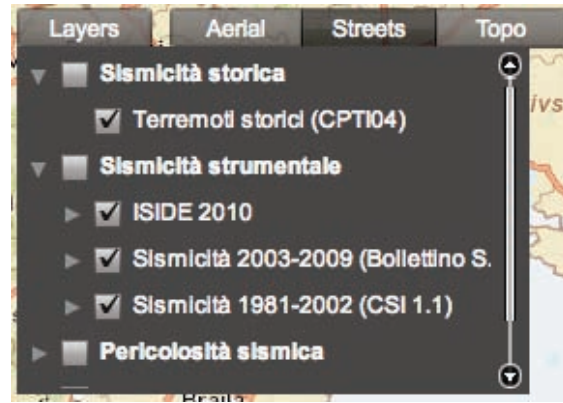 Layers Aerial Streets Topo
Sismicità storica
Terremoti storici (CPTI04)
Sismicità strumentale
ISIDE 2010
Sismicità 2003-2009 (Bollettino S.
Sismicità 1981-2002 (CSI 1.1)
Pericolosità sismica
Braila